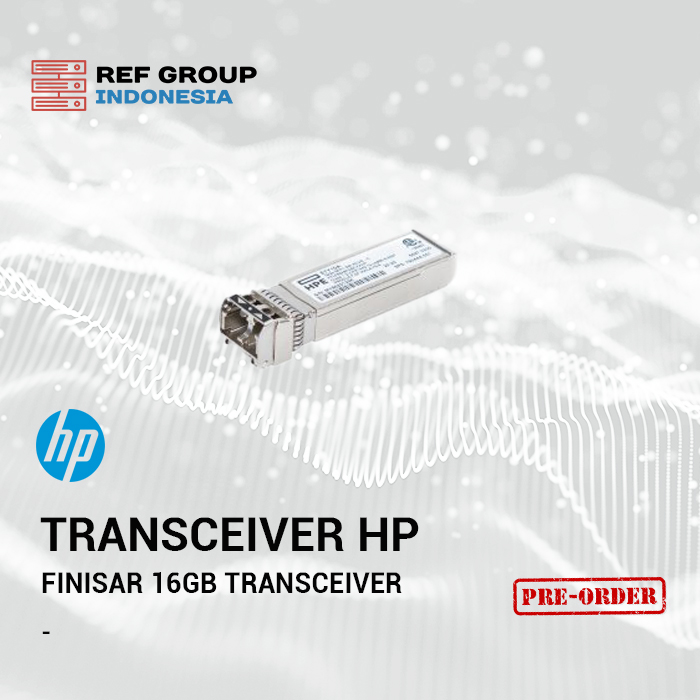 REF GROUP
INDONESIA
HPE
hp
TRANSCEIVER HP
FINISAR 16GB TRANSCEIVER
PRE-ORDER
-